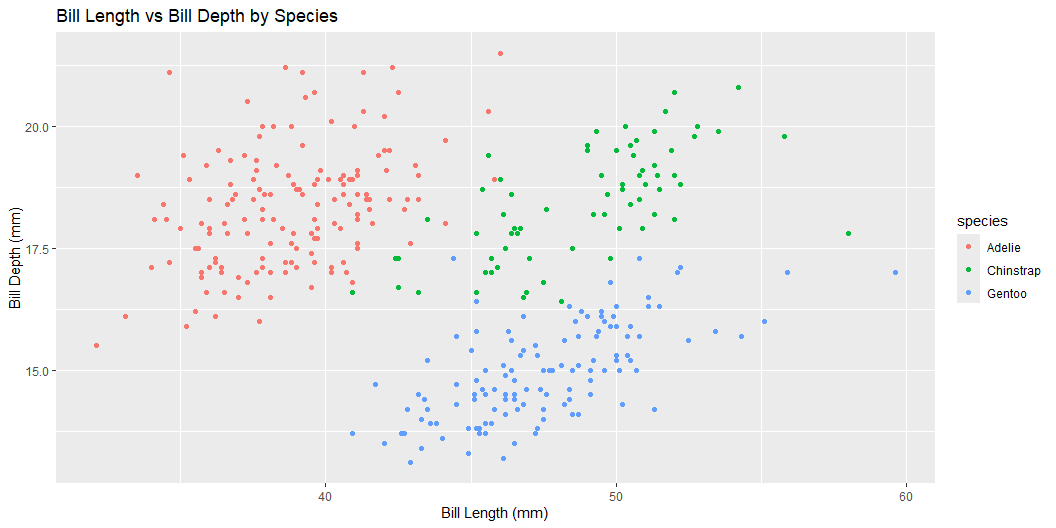 Bill Length vs Bill Depth by Species
Bill Depth (mm)
20.0
17.5
15.0
40
50
60
Bill Length (mm)
species
Adelie
Chinstrap
Gentoo